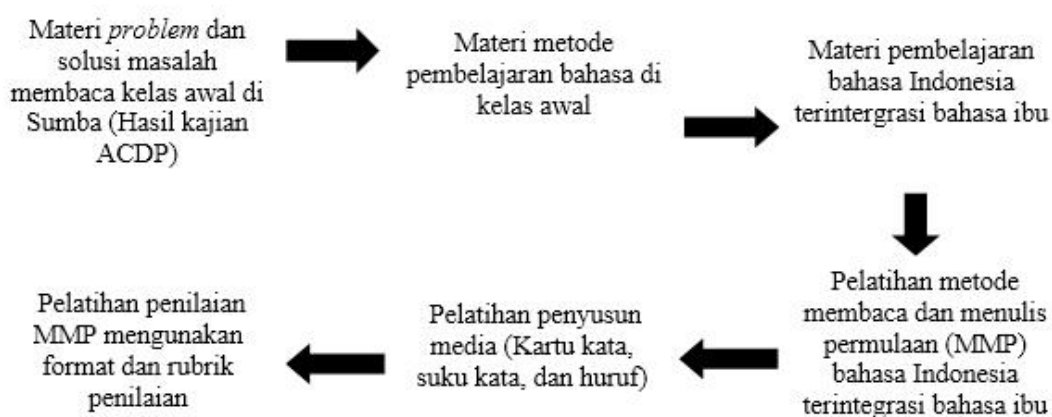 Materi problem dan
solusi masalah
membaca kelas awal di
Sumba (Hasil kajian
ACDP)
Materi metode
pembelajaran bahasa di
kelas awal
Materi pembelajaran
bahasa Indonesia
terintergrasi bahasa ibu
Pelatihan metode
membaca dan menulis
permulaan (MMP)
bahasa Indonesia
terintegrasi bahasa ibu
Pelatihan penyusun
media (Kartu kata,
suku kata, dan huruf)
Pelatihan penilaian
MMP mengunakan
format dan rubrik
penilaian